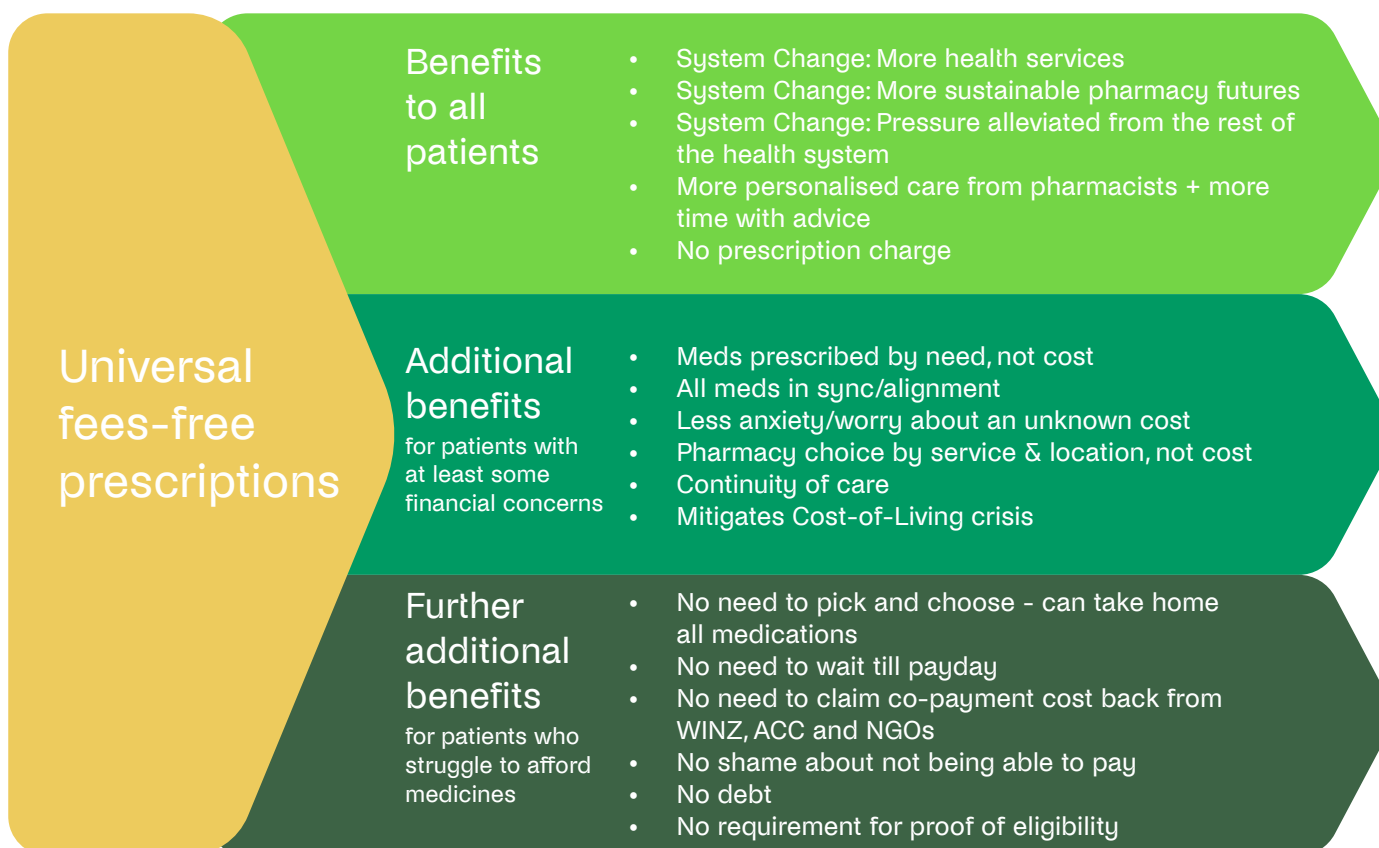 Universal
fees-free
prescriptions
Benefits
to all
patients
• System Change: More health services
• System Change: More sustainable pharmacy futures
• System Change: Pressure alleviated from the rest of
the health system
• More personalised care from pharmacists + more
time with advice
• No prescription charge
Additional
benefits
for patients with
at least some
financial concerns
• Meds prescribed by need, not cost
• All meds in sync/alignment
• Less anxiety/worry about an unknown cost
• Pharmacy choice by service & location, not cost
• Continuity of care
• Mitigates Cost-of-Living crisis
Further
additional
benefits
for patients who
struggle to afford
medicines
• No need to pick and choose - can take home
all medications
• No need to wait till payday
• No need to claim co-payment cost back from
WINZ, ACC and NGOs
• No shame about not being able to pay
• No debt
• No requirement for proof of eligibility